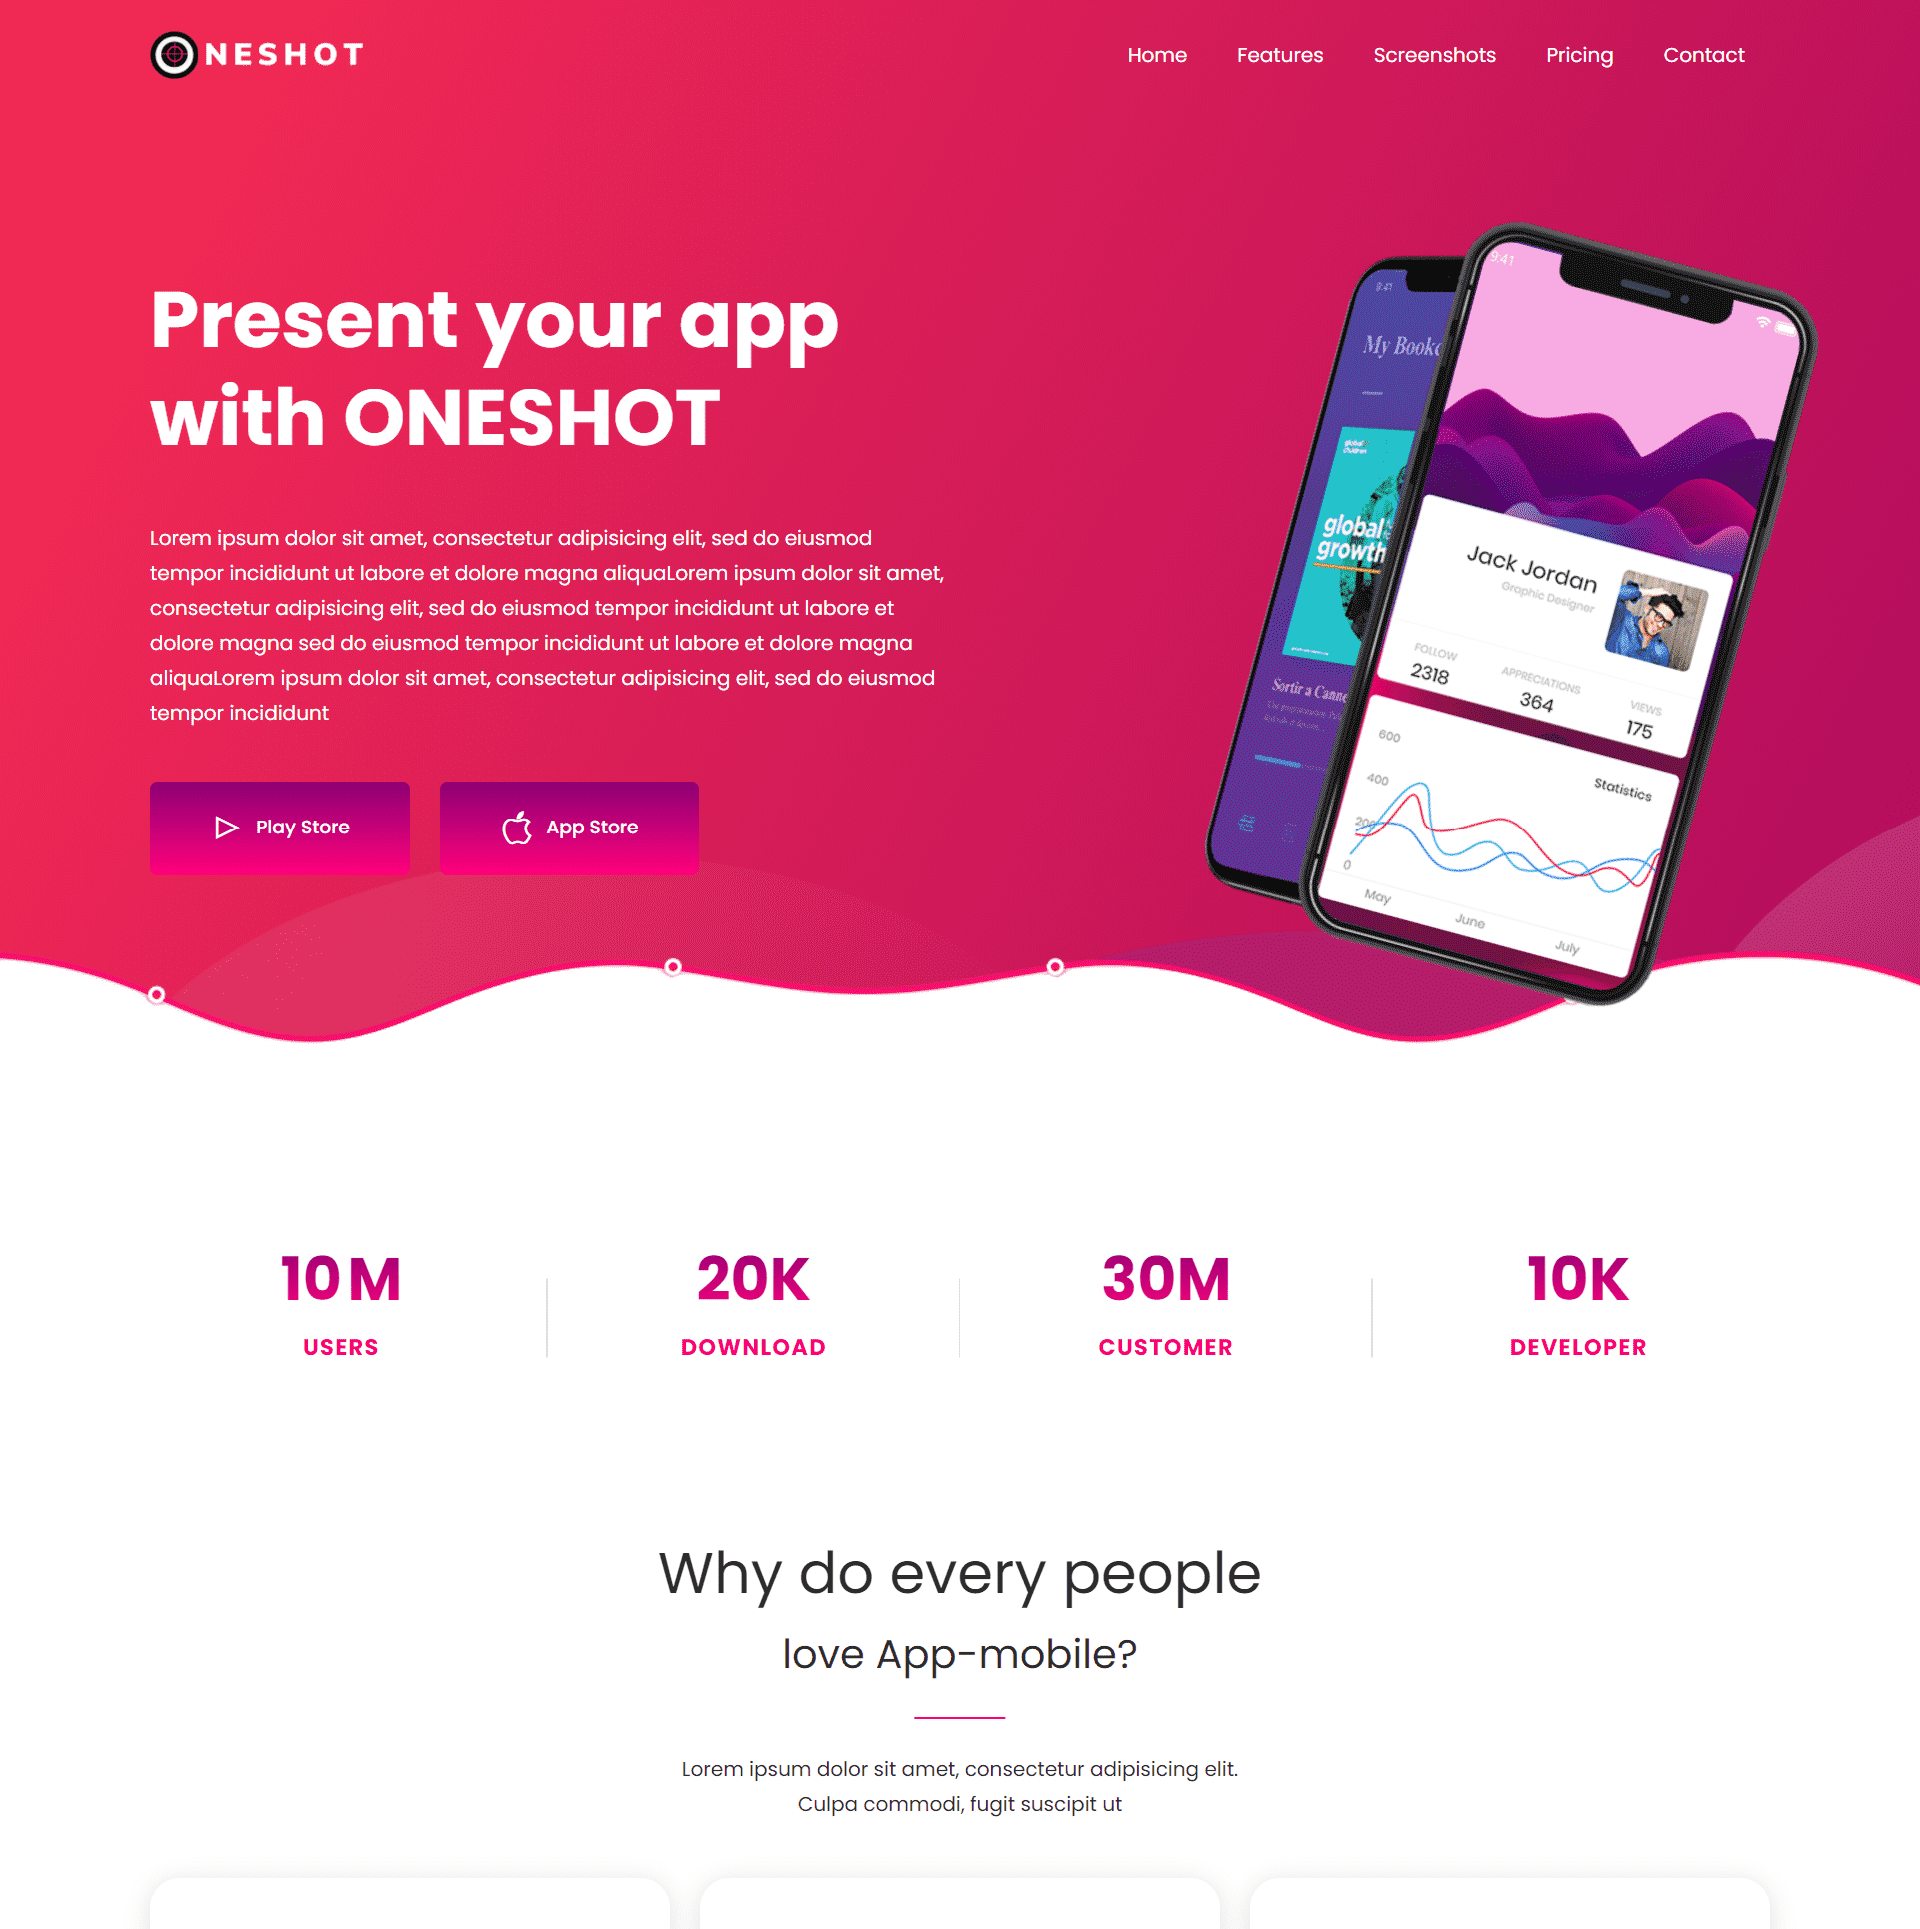 NESHOT
Home Features Screenshots Pricing Contact
Present your app
with ONESHOT
Lorem ipsum dolor sit amet, consectetur adipisicing elit, sed do eiusmod
tempor incididunt ut labore et dolore magna aliquaLorem ipsum dolor sit amet,
consectetur adipisicing elit, sed do eiusmod tempor incididunt ut labore et
dolore magna sed do eiusmod tempor incididunt ut labore et dolore magna
aliquaLorem ipsum dolor sit amet, consectetur adipisicing elit, sed do eiusmod
tempor incididunt
Play Store
App Store
9:41
My Book
global
children
global
growth
Sortir a Canne
9:41
Jack Jordan
Graphic Designer
FOLLOW
2318
APPRECIATIONS
364
VIEWS
175
Statistics
600
400
200
0
May
June
July
10M
USERS
20K
DOWNLOAD
30M
CUSTOMER
10K
DEVELOPER
Why do every people
love App-mobile?
Lorem ipsum dolor sit amet, consectetur adipisicing elit.
Culpa commodi, fugit suscipit ut